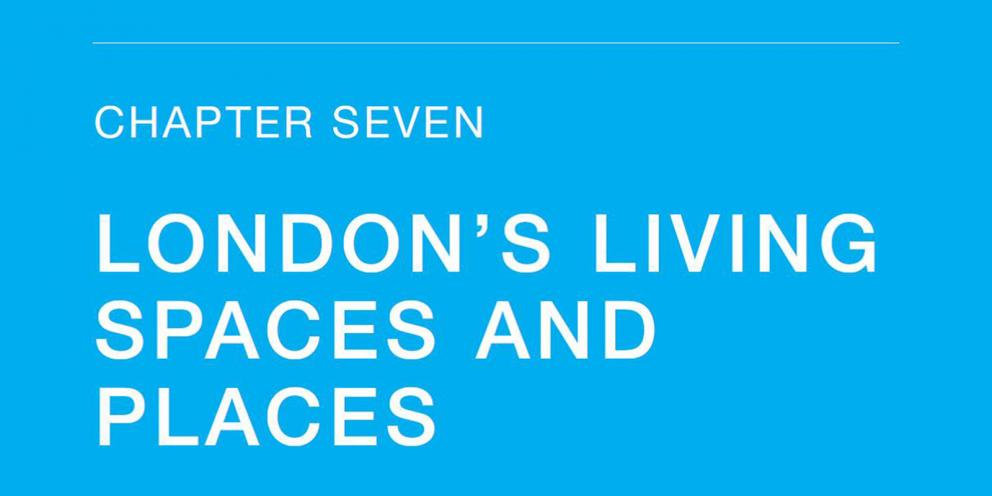 CHAPTER SEVEN
LONDON’S LIVING
SPACES AND
PLACES